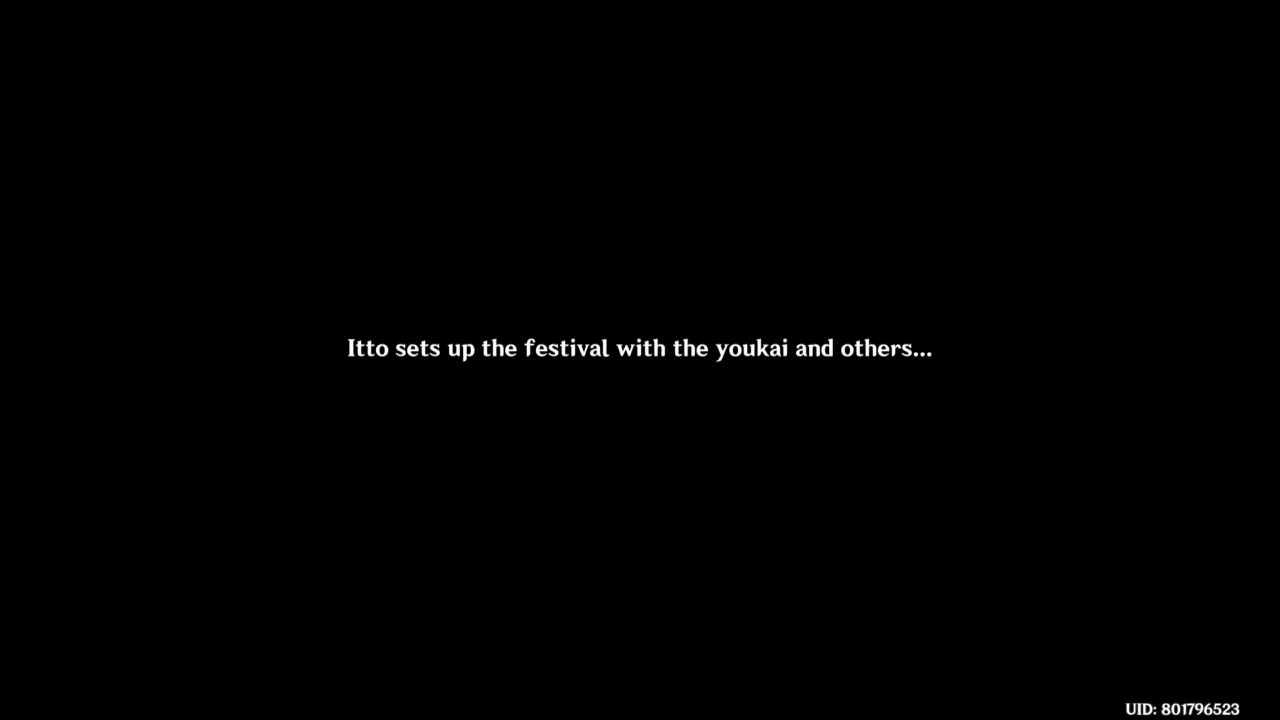 Itto sets up the festival with the youkai and others...
UID: 801796523